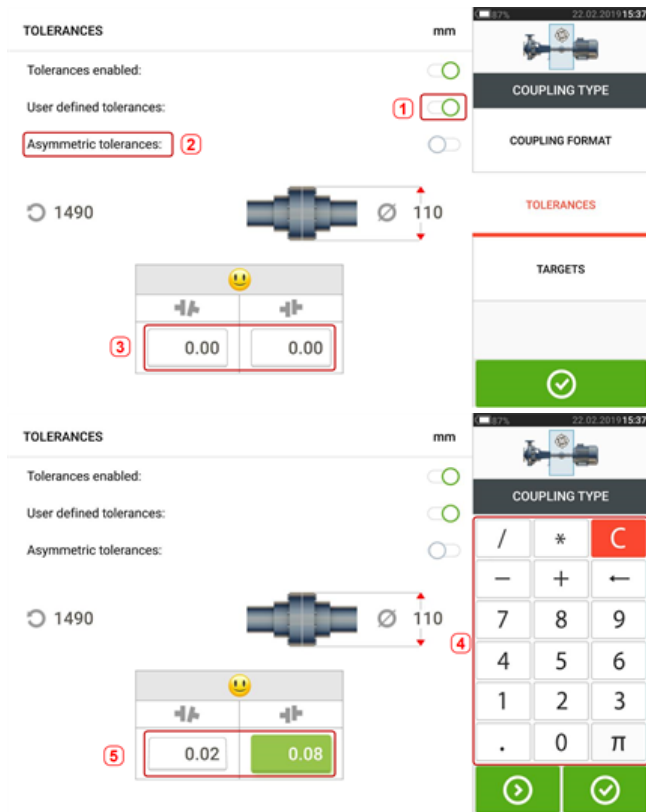 87% 22.02.2019 15:37
TOLERANCES mm
Tolerances enabled:
User defined tolerances: 1
Asymmetric tolerances: 2
1490 Ø 110
3 0.00 0.00
COUPLING TYPE
COUPLING FORMAT
TOLERANCES
TARGETS
87% 22.02.2019 15:37
TOLERANCES mm
Tolerances enabled:
User defined tolerances:
Asymmetric tolerances:
1490 Ø 110
5 0.02 0.08
COUPLING TYPE
/ * C
− + ←
7 8 9
4 4 5 6
1 2 3
. 0 π